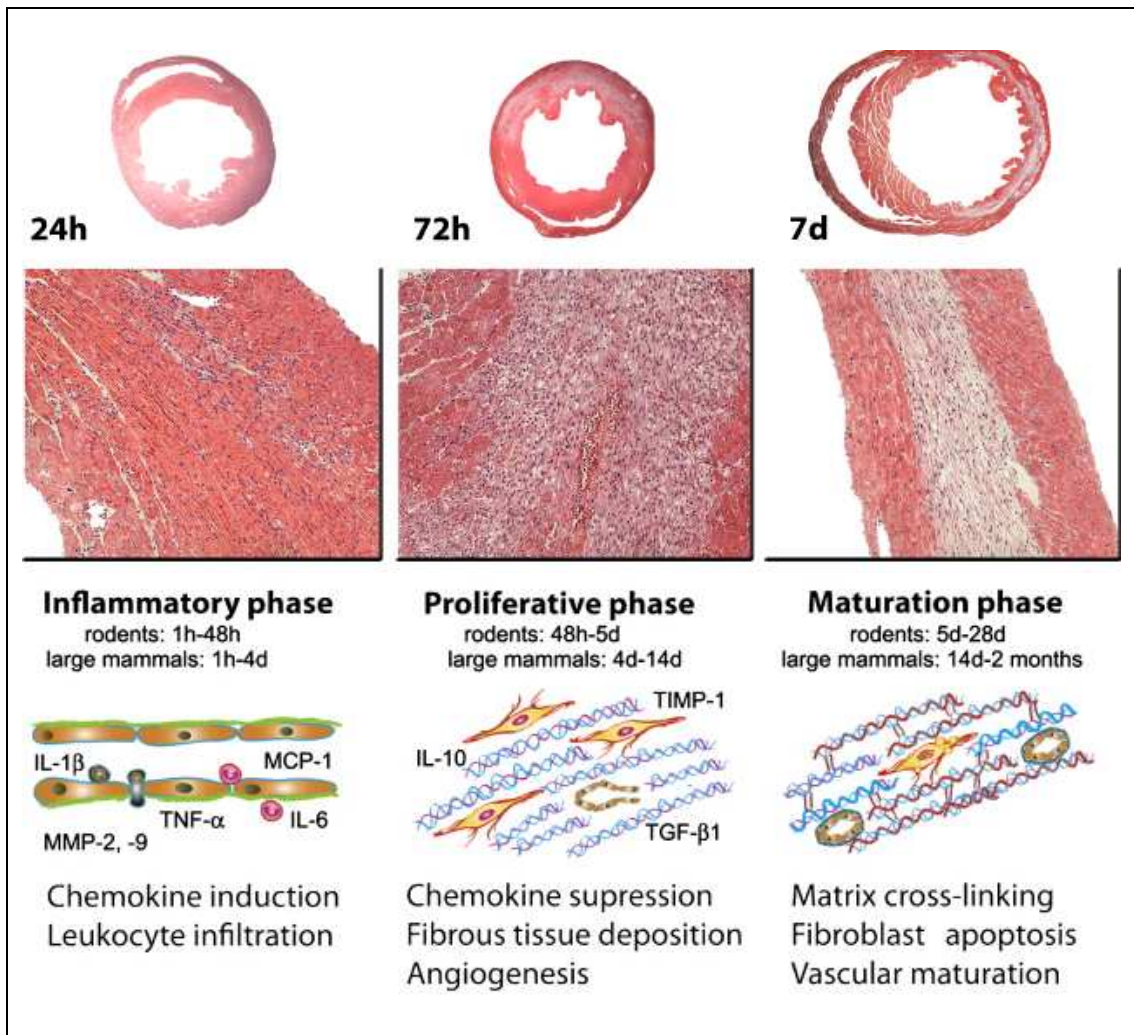 24h
72h
7d
Inflammatory phase
rodents: 1h-48h
large mammals: 1h-4d
Proliferative phase
rodents: 48h-5d
large mammals: 4d-14d
Maturation phase
rodents: 5d-28d
large mammals: 14d-2 months
IL-1β
MCP-1
TNF-α
IL-6
MMP-2, -9
TIMP-1
IL-10
TGF-β1
Chemokine induction
Leukocyte infiltration
Chemokine supression
Fibrous tissue deposition
Angiogenesis
Matrix cross-linking
Fibroblast apoptosis
Vascular maturation